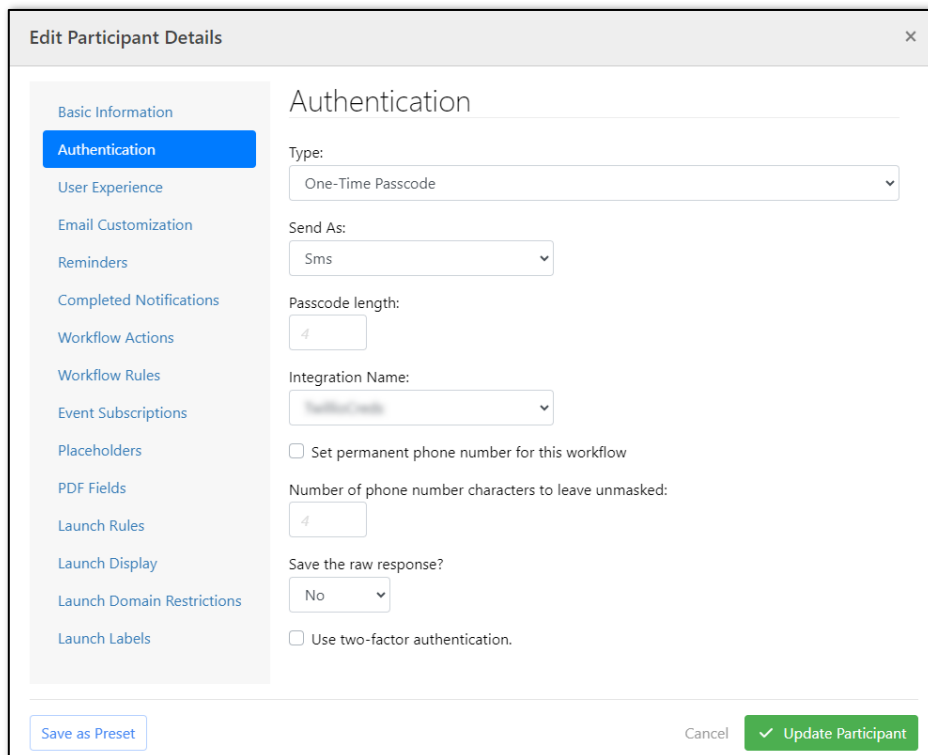 Edit Participant Details
×
Basic Information
Authentication
User Experience
Email Customization
Reminders
Completed Notifications
Workflow Actions
Workflow Rules
Event Subscriptions
Placeholders
PDF Fields
Launch Rules
Launch Display
Launch Domain Restrictions
Launch Labels
Authentication
Type:
One-Time Passcode
Send As:
Sms
Passcode length:
4
Integration Name:
Set permanent phone number for this workflow
Number of phone number characters to leave unmasked:
4
Save the raw response?
No
Use two-factor authentication.
Save as Preset
Cancel
✓ Update Participant